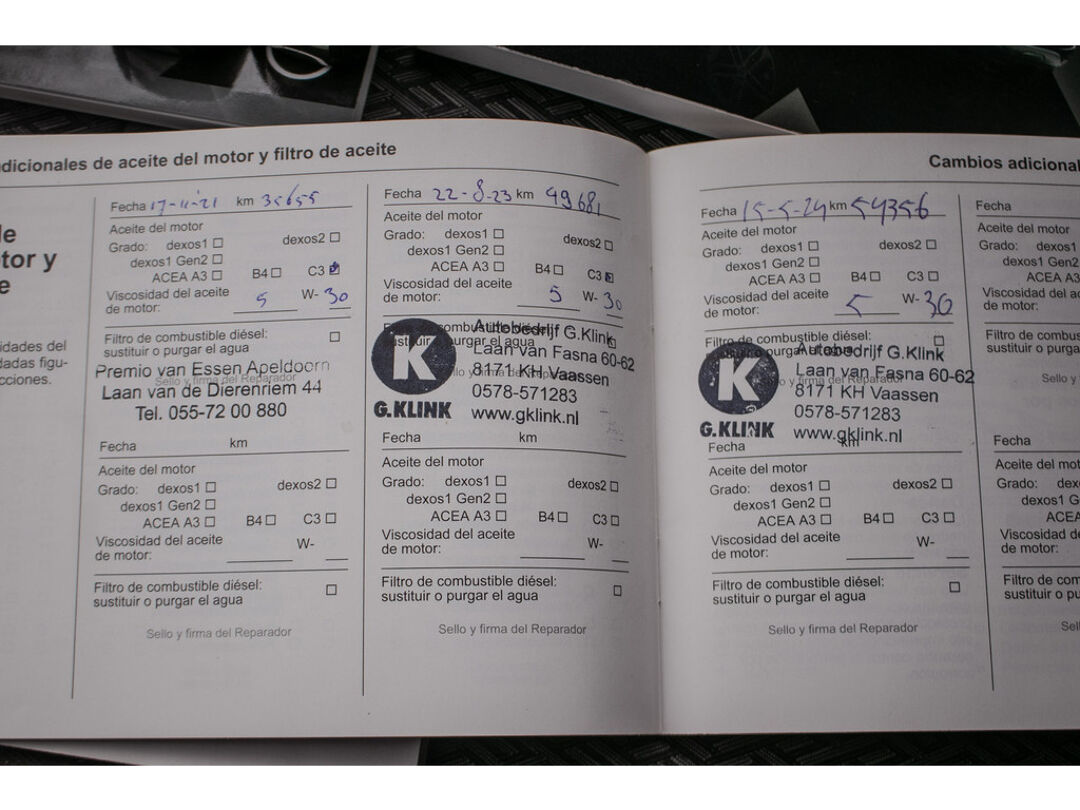 dicionales de aceite del motor y filtro de aceite
Fecha 17-11-'21 km 35655
Aceite del motor
Grado: dexos1 dexos2
dexos1 Gen2
ACEA A3 B4 C3
Viscosidad del aceite
de motor: 5 W- 30
Filtro de combustible diésel:
sustituir o purgar el agua
Premio van Essen Apeldoorn
Sello y firma del Reparador
Laan van de Dierenriem 44
Tel. 055-72 00 880
Fecha km
Aceite del motor
Grado: dexos1 dexos2
dexos1 Gen2
ACEA A3 B4 C3
Viscosidad del aceite
de motor: W-
Filtro de combustible diésel:
sustituir o purgar el agua
Sello y firma del Reparador
de
otor y
e
idades del
dadas figu-
cciones.
Fecha 22-8-23 km 49681
Aceite del motor
Grado: dexos1 dexos2
dexos1 Gen2
ACEA A3 B4 C3
Viscosidad del aceite
de motor: 5 W- 30
K
G.KLINK
Autobedrijf G.Klink
Laan van Fasna 60-62
8171 KH Vaassen
0578-571283
www.gklink.nl
Fecha km
Aceite del motor
Grado: dexos1 dexos2
dexos1 Gen2
ACEA A3 B4 C3
Viscosidad del aceite
de motor: W-
Filtro de combustible diésel:
sustituir o purgar el agua
Sello y firma del Reparador
Cambios adicional
Fecha 15-5-24 km 54356
Aceite del motor
Grado: dexos1 dexos2
dexos1 Gen2
ACEA A3 B4 C3
Viscosidad del aceite
de motor: 5 W- 30
Filtro de combustible diésel:
K
G.KLINK
Autobedrijf G.Klink
Laan van Fasna 60-62
8171 KH Vaassen
0578-571283
www.gklink.nl
Fecha km
Aceite del motor
Grado: dexos1 dexos2
dexos1 Gen2
ACEA A3 B4 C3
Viscosidad del aceite
de motor: W-
Filtro de combustible diésel:
sustituir o purgar el agua
Sello y firma del Reparador
Fecha
Aceite del motor
Grado: dexos1
dexos1 G
ACEA
Viscosidad del ac
de motor:
Filtro de combusti
sustituir o purgar e
Sello y
Fecha
Aceite del mot
Grado: dex
dexos1 G
ACEA
Viscosidad del
de motor:
Filtro de com
sustituir o pur
Se